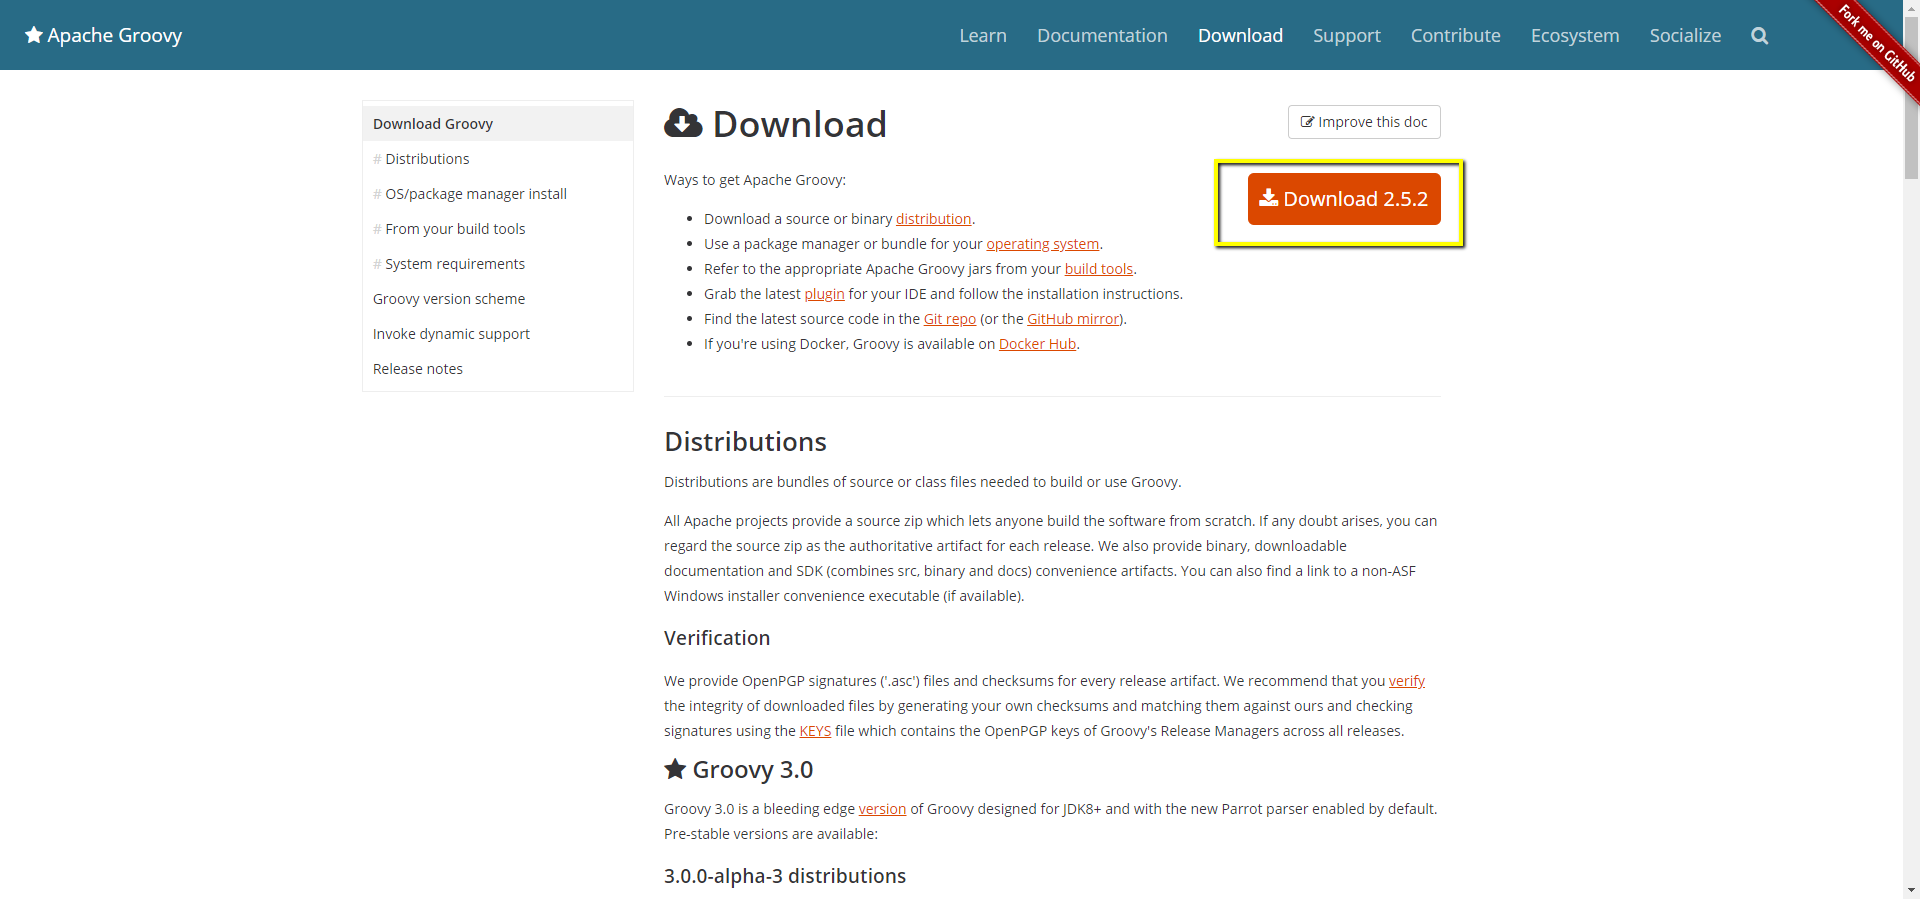 Apache Groovy
Learn
Documentation
Download
Support
Contribute
Ecosystem
Socialize
Fork me on GitHub
Download Groovy
# Distributions
# OS/package manager install
# From your build tools
# System requirements
Groovy version scheme
Invoke dynamic support
Release notes
Download
Improve this doc
Download 2.5.2
Ways to get Apache Groovy:
• Download a source or binary distribution.
• Use a package manager or bundle for your operating system.
• Refer to the appropriate Apache Groovy jars from your build tools.
• Grab the latest plugin for your IDE and follow the installation instructions.
• Find the latest source code in the Git repo (or the GitHub mirror).
• If you're using Docker, Groovy is available on Docker Hub.
Distributions
Distributions are bundles of source or class files needed to build or use Groovy.
All Apache projects provide a source zip which lets anyone build the software from scratch. If any doubt arises, you can
regard the source zip as the authoritative artifact for each release. We also provide binary, downloadable
documentation and SDK (combines src, binary and docs) convenience artifacts. You can also find a link to a non-ASF
Windows installer convenience executable (if available).
Verification
We provide OpenPGP signatures ('.asc') files and checksums for every release artifact. We recommend that you verify
the integrity of downloaded files by generating your own checksums and matching them against ours and checking
signatures using the KEYS file which contains the OpenPGP keys of Groovy's Release Managers across all releases.
Groovy 3.0
Groovy 3.0 is a bleeding edge version of Groovy designed for JDK8+ and with the new Parrot parser enabled by default.
Pre-stable versions are available:
3.0.0-alpha-3 distributions